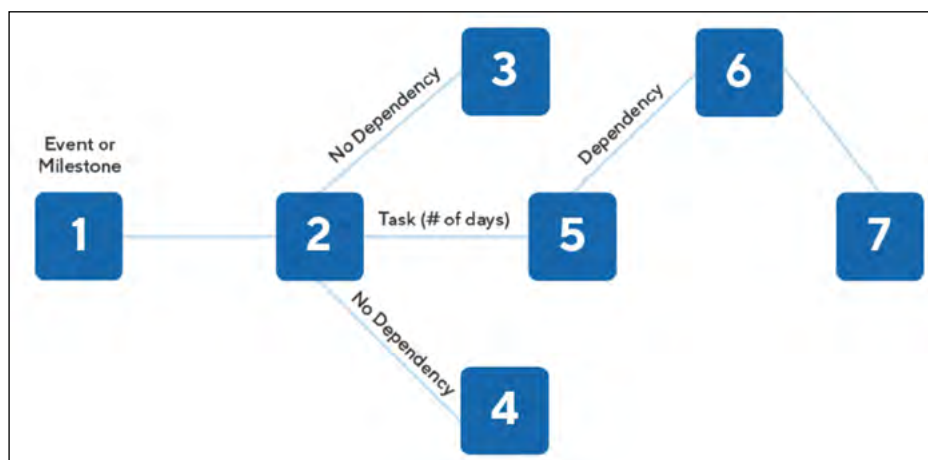 3
6
No Dependency
Dependency
Event or
Milestone
1
2
Task (# of days)
5
7
No Dependency
4